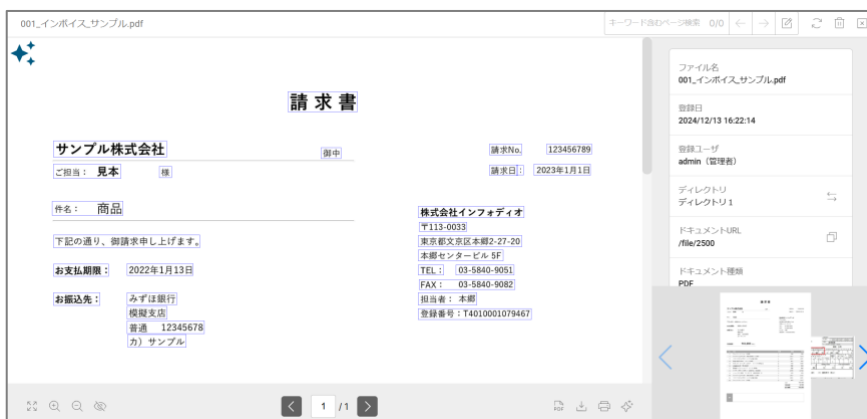 001_インボイス_サンプル.pdf
キーワード含むページ検索 0/0
請求書
サンプル株式会社 御中
ご担当： 見本 様
請求No. 123456789
請求日： 2023年1月1日
件名： 商品
下記の通り、御請求申し上げます。
お支払期限： 2022年1月13日
お振込先： みずほ銀行
模擬支店
普通 12345678
カ）サンプル
株式会社インフォディオ
〒113-0033
東京都文京区本郷2-27-20
本郷センタービル 5F
TEL： 03-5840-9051
FAX： 03-5840-9082
担当者： 本郷
登録番号：T4010001079467
ファイル名
001_インボイス_サンプル.pdf
登録日
2024/12/13 16:22:14
登録ユーザ
admin（管理者）
ディレクトリ
ディレクトリ 1
ドキュメントURL
/file/2500
ドキュメント種類
PDF
1 /1
PDF